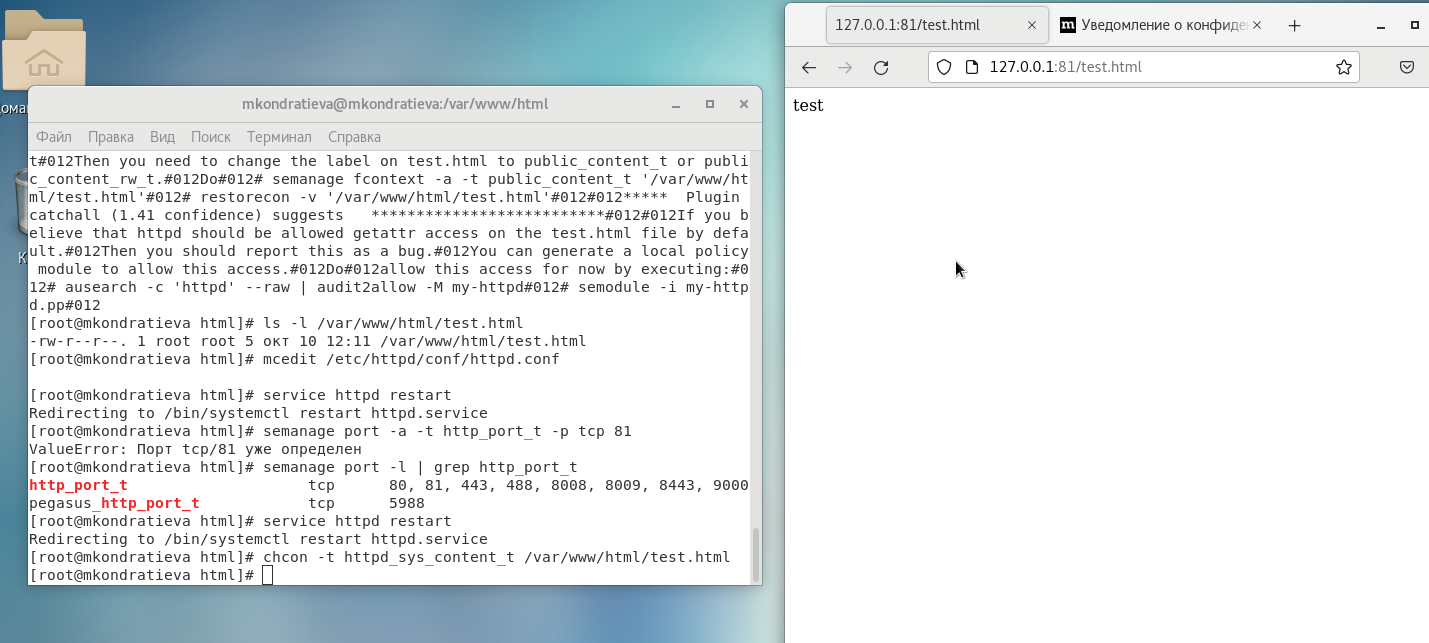 ома
К
mkondratieva@mkondratieva:/var/www/html
Файл Правка Вид Поиск Терминал Справка
t#012Then you need to change the label on test.html to public_content_t or publi
c_content_rw_t.#012Do#012# semanage fcontext -a -t public_content_t '/var/www/ht
ml/test.html'#012# restorecon -v '/var/www/html/test.html'#012#012*****  Plugin
catchall (1.41 confidence) suggests   **************************#012#012If you b
elieve that httpd should be allowed getattr access on the test.html file by defa
ult.#012Then you should report this as a bug.#012You can generate a local policy
 module to allow this access.#012Do#012allow this access for now by executing:#0
12# ausearch -c 'httpd' --raw | audit2allow -M my-httpd#012# semodule -i my-http
d.pp#012
[root@mkondratieva html]# ls -l /var/www/html/test.html
-rw-r--r--. 1 root root 5 окт 10 12:11 /var/www/html/test.html
[root@mkondratieva html]# mcedit /etc/httpd/conf/httpd.conf
[root@mkondratieva html]# service httpd restart
Redirecting to /bin/systemctl restart httpd.service
[root@mkondratieva html]# semanage port -a -t http_port_t -p tcp 81
ValueError: Порт tcp/81 уже определен
[root@mkondratieva html]# semanage port -l | grep http_port_t
http_port_t                    tcp      80, 81, 443, 488, 8008, 8009, 8443, 9000
pegasus_http_port_t            tcp      5988
[root@mkondratieva html]# service httpd restart
Redirecting to /bin/systemctl restart httpd.service
[root@mkondratieva html]# chcon -t httpd_sys_content_t /var/www/html/test.html
[root@mkondratieva html]#
127.0.0.1:81/test.html
m Уведомление о конфиде
127.0.0.1:81/test.html
test